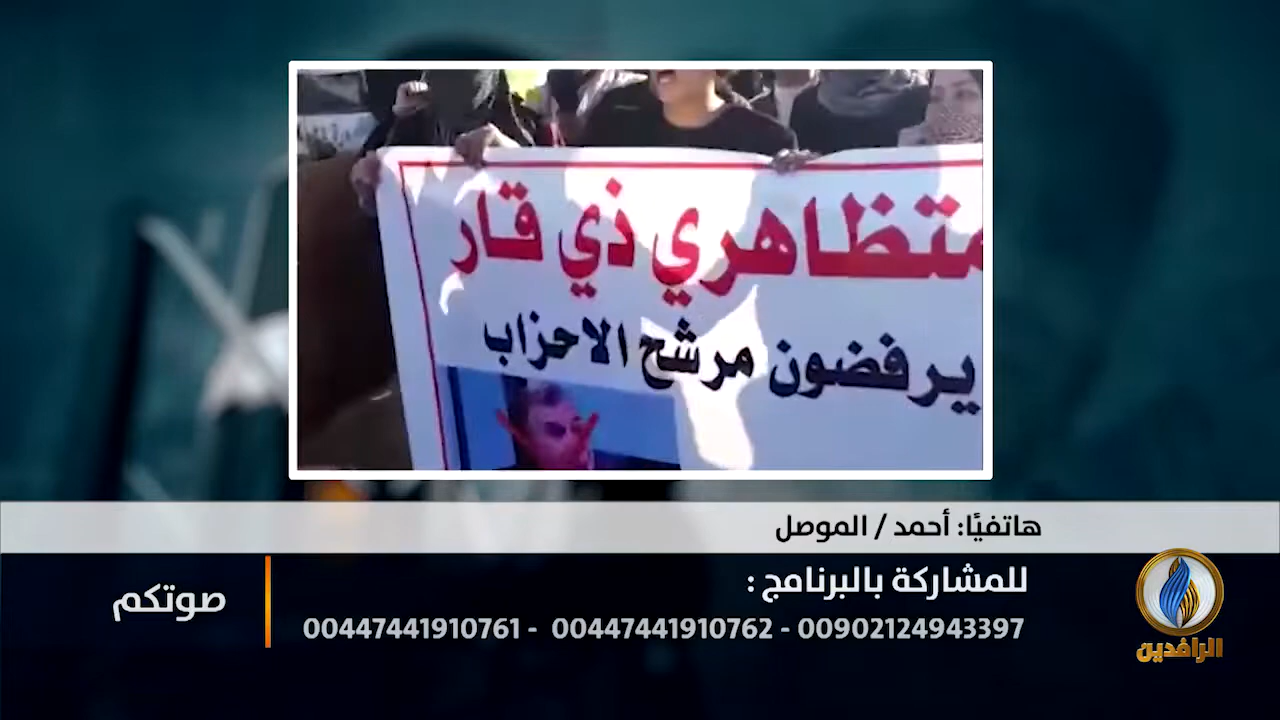 متظاهري ذي قار
يرفضون مرشح الاحزاب
هاتفيًا: أحمد / الموصل
للمشاركة بالبرنامج :
00447441910761 - 00447441910762 - 00902124943397
صوتكم
الرافدين